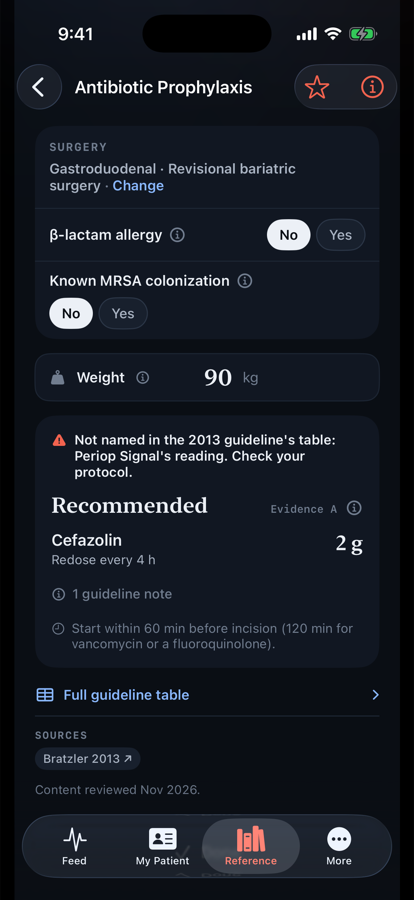 9:41
Antibiotic Prophylaxis
SURGERY
Gastroduodenal · Revisional bariatric
surgery · Change
β-lactam allergy
No Yes
Known MRSA colonization
No Yes
Weight 90 kg
Not named in the 2013 guideline's table:
Periop Signal's reading. Check your
protocol.
Recommended Evidence A
Cefazolin 2 g
Redose every 4 h
1 guideline note
Start within 60 min before incision (120 min for
vancomycin or a fluoroquinolone).
Full guideline table
SOURCES
Bratzler 2013 ↗
Content reviewed Nov 2026.
Feed My Patient Reference More